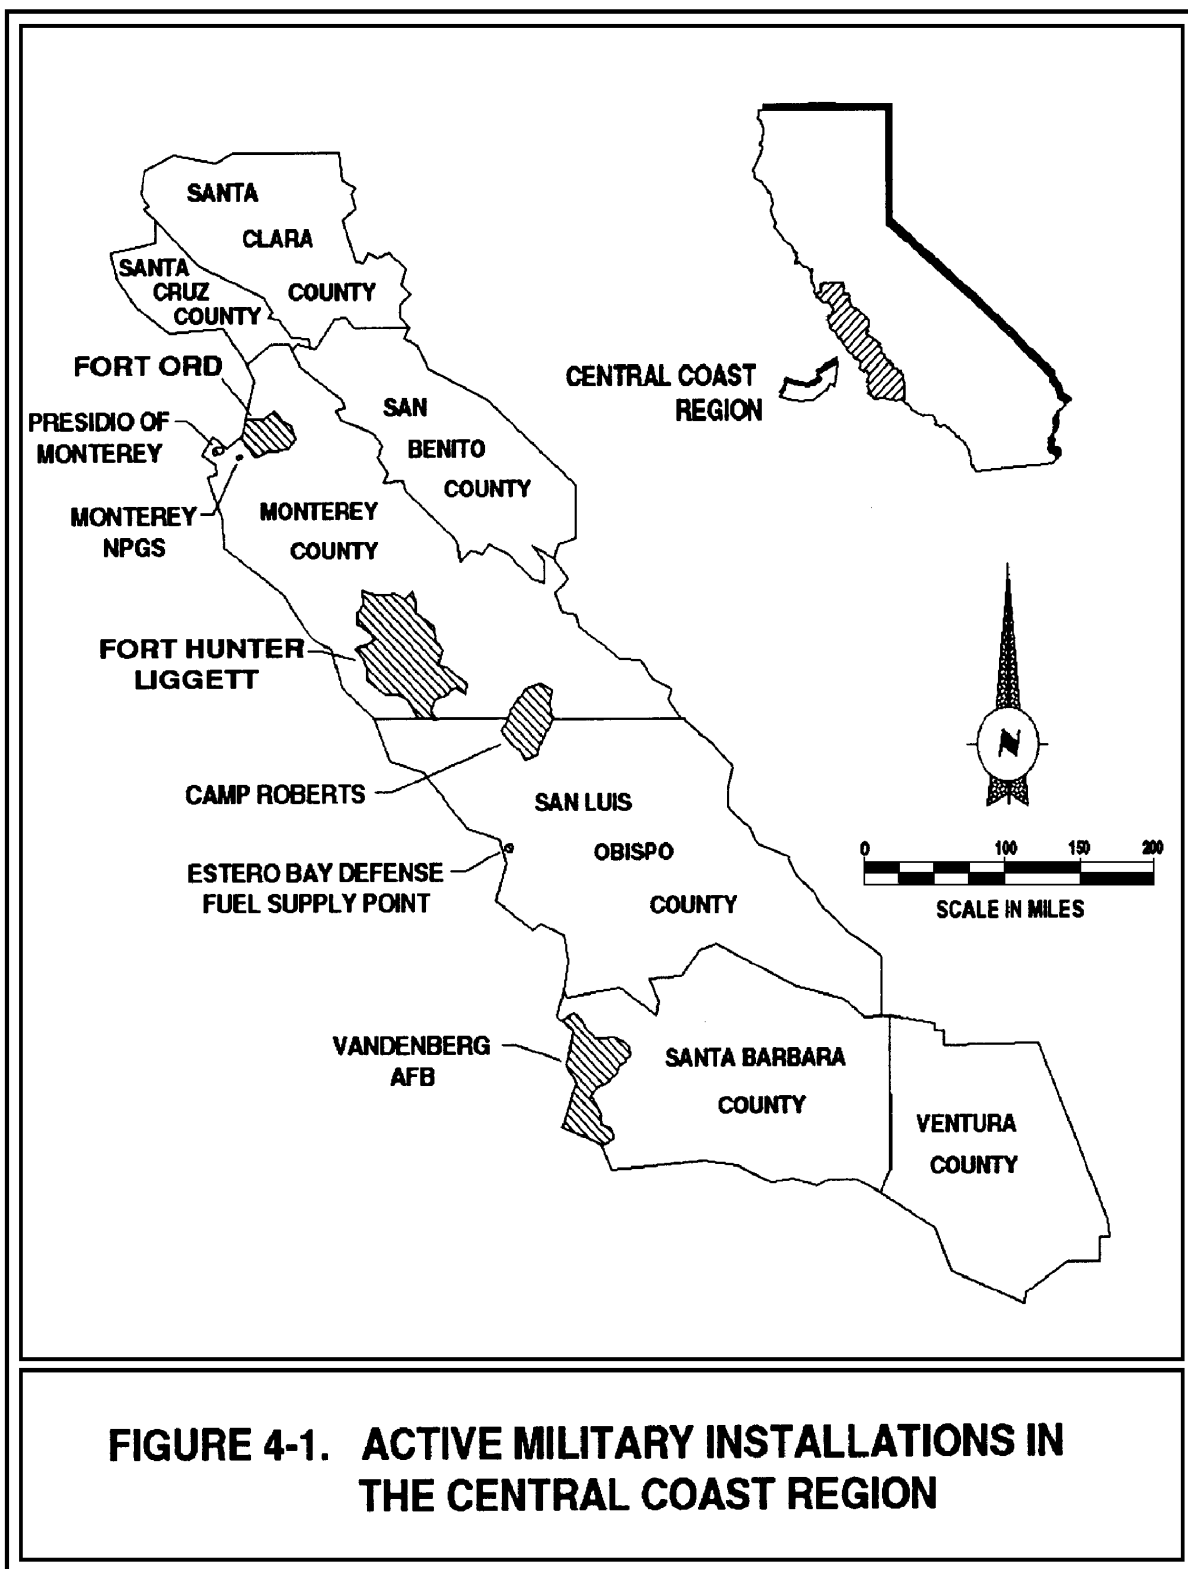 SANTA
CLARA
COUNTY
SANTA
CRUZ
COUNTY
FORT ORD
PRESIDIO OF
MONTEREY
MONTEREY
NPGS
SAN
BENITO
COUNTY
MONTEREY
COUNTY
CENTRAL COAST
REGION
FORT HUNTER
LIGGETT
CAMP ROBERTS
SAN LUIS
OBISPO
COUNTY
ESTERO BAY DEFENSE
FUEL SUPPLY POINT
N
0 100 150 200
SCALE IN MILES
VANDENBERG
AFB
SANTA BARBARA
COUNTY
VENTURA
COUNTY
FIGURE 4-1. ACTIVE MILITARY INSTALLATIONS IN
THE CENTRAL COAST REGION